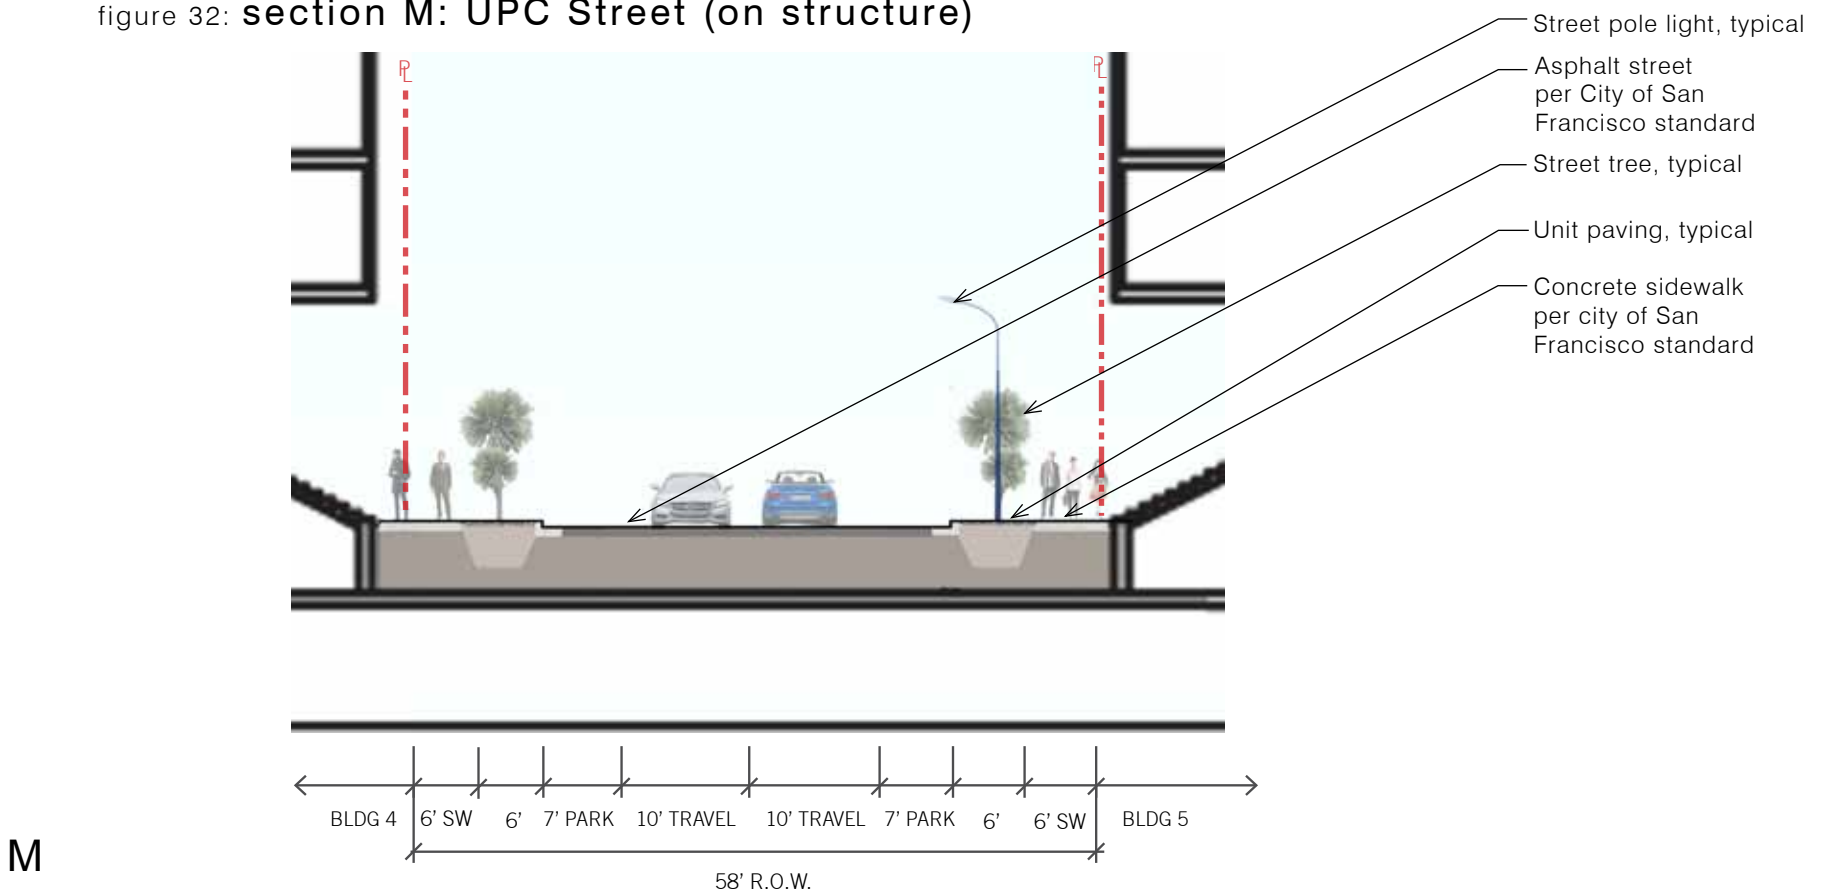 figure 32: section M: UPC Street (on structure)
PL
PL
Street pole light, typical
Asphalt street
per City of San
Francisco standard
Street tree, typical
Unit paving, typical
Concrete sidewalk
per city of San
Francisco standard
BLDG 4 6’ SW 6’ 7’ PARK 10’ TRAVEL 10’ TRAVEL 7’ PARK 6’ 6’ SW BLDG 5
M
58’ R.O.W.